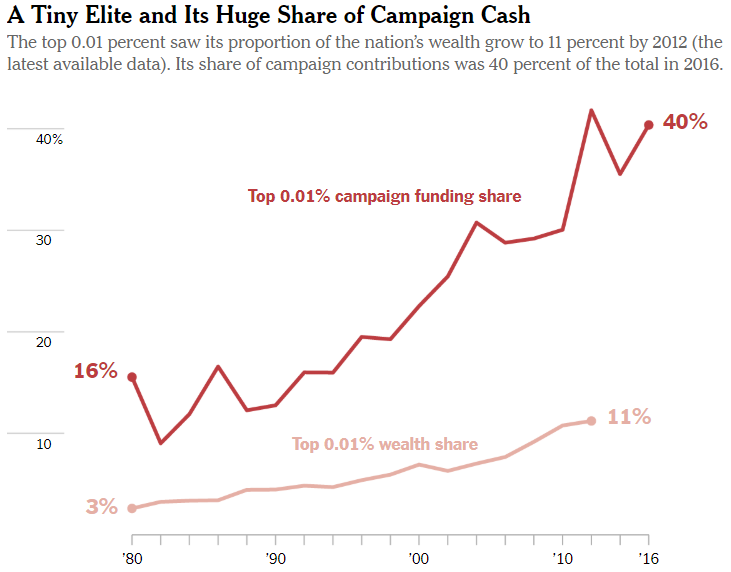 A Tiny Elite and Its Huge Share of Campaign Cash
The top 0.01 percent saw its proportion of the nation’s wealth grow to 11 percent by 2012 (the
latest available data). Its share of campaign contributions was 40 percent of the total in 2016.
40%
40%
Top 0.01% campaign funding share
30
20
16%
11%
10
Top 0.01% wealth share
3%
’80
’90
’00
’10
’16